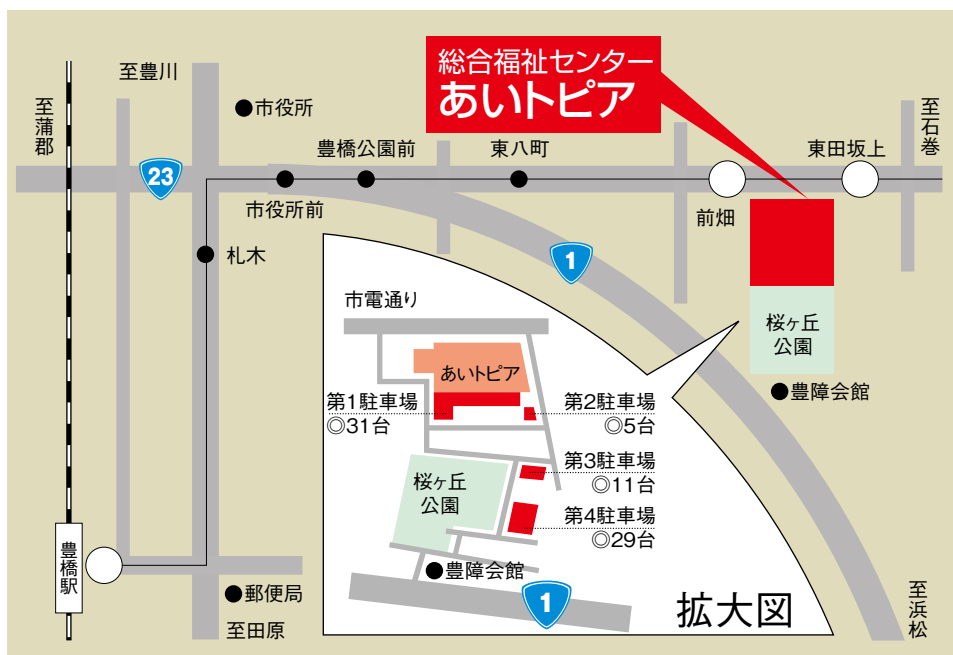 総合福祉センター
あいトピア
至豊川
至蒲郡
市役所
豊橋公園前
東八町
東田坂上
至石巻
23
市役所前
前畑
札木
1
市電通り
桜ヶ丘
公園
あいトピア
豊障会館
第1駐車場
◎31台
第2駐車場
◎5台
第3駐車場
◎11台
桜ヶ丘
公園
第4駐車場
◎29台
豊橋駅
豊障会館
1
拡大図
郵便局
至田原
至浜松